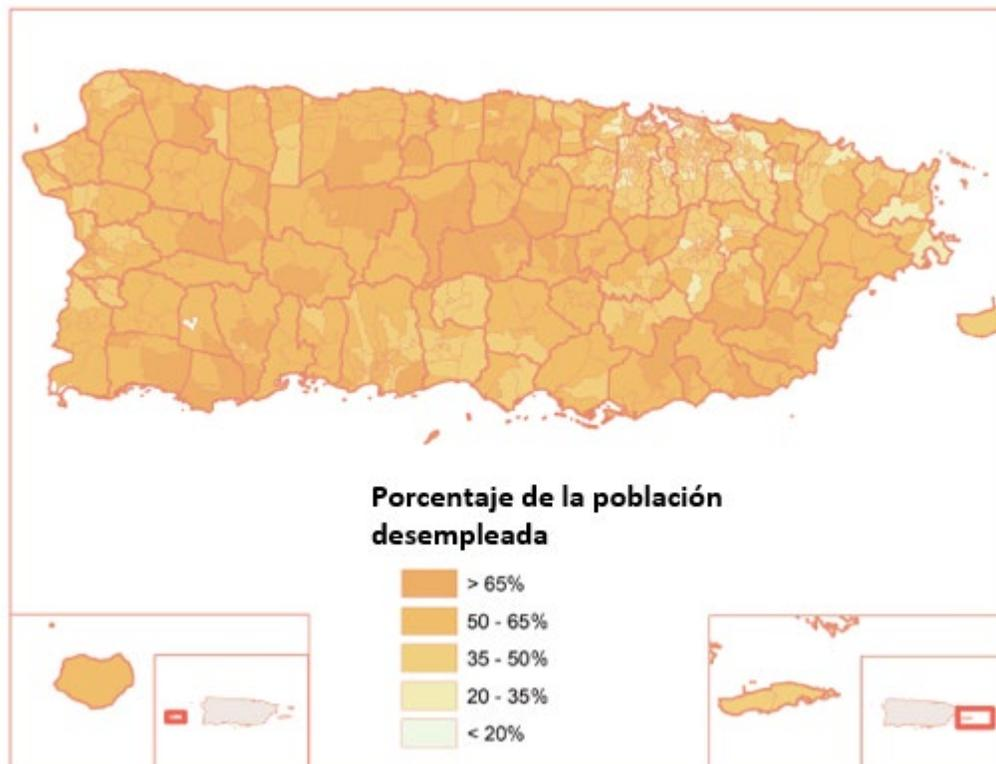 Porcentaje de la población
desempleada
> 65%
50 - 65%
35 - 50%
20 - 35%
< 20%